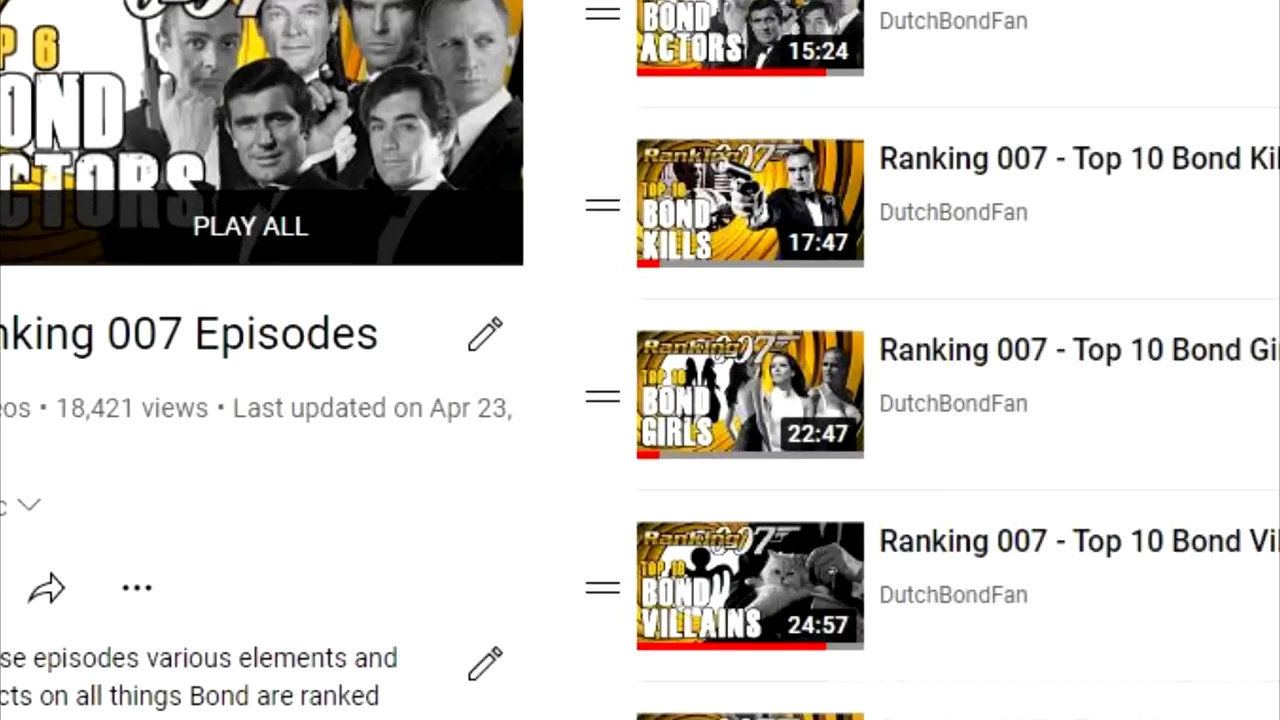 007
P 6
OND
CTORS
PLAY ALL
nking 007 Episodes
eos • 18,421 views • Last updated on Apr 23,
c
se episodes various elements and
cts on all things Bond are ranked
BOND
ACTORS
15:24
DutchBondFan
Ranking 007
TOP 10
BOND
KILLS
17:47
Ranking 007 - Top 10 Bond Kil
DutchBondFan
Ranking 007
TOP 10
BOND
GIRLS
22:47
Ranking 007 - Top 10 Bond Gi
DutchBondFan
Ranking 007
TOP 10
BOND
VILLAINS
24:57
Ranking 007 - Top 10 Bond Vil
DutchBondFan